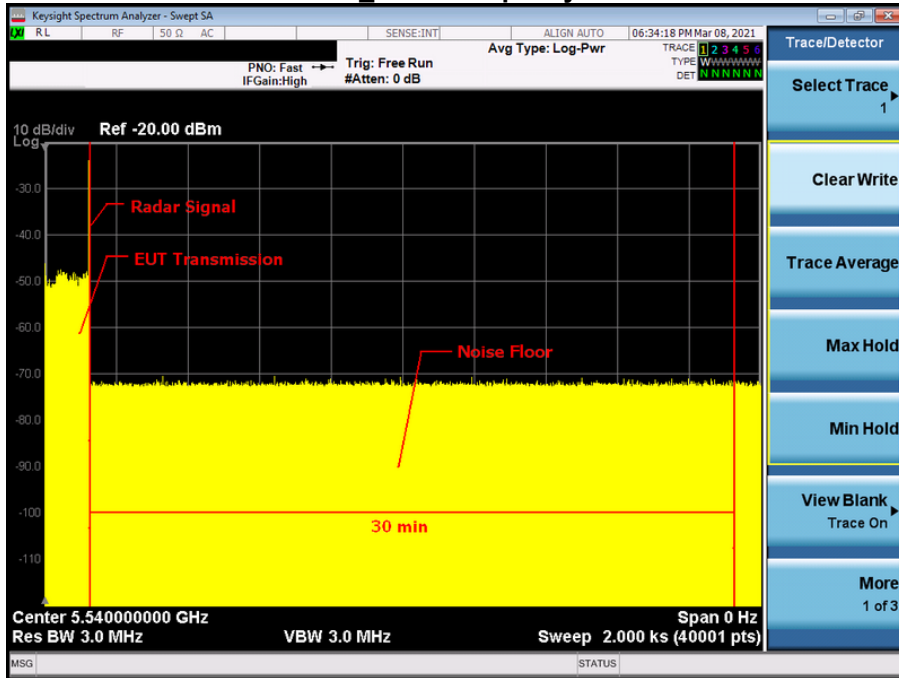 Keysight Spectrum Analyzer - Swept SA
LXI RL RF 50 Ω AC SENSE:INT ALIGN AUTO 06:34:18 PM Mar 08, 2021
Avg Type: Log-Pwr
TRACE 1 2 3 4 5 6
TYPE WWWWWW
DET N N N N N N
PNO: Fast
IFGain:High
Trig: Free Run
#Atten: 0 dB
10 dB/div Ref -20.00 dBm
Log
-30.0
-40.0
-50.0
-60.0
-70.0
-80.0
-90.0
-100
-110
Radar Signal
EUT Transmission
Noise Floor
30 min
Center 5.540000000 GHz Span 0 Hz
Res BW 3.0 MHz VBW 3.0 MHz Sweep 2.000 ks (40001 pts)
MSG STATUS
Trace/Detector
Select Trace
1
Clear Write
Trace Average
Max Hold
Min Hold
View Blank
Trace On
More
1 of 3